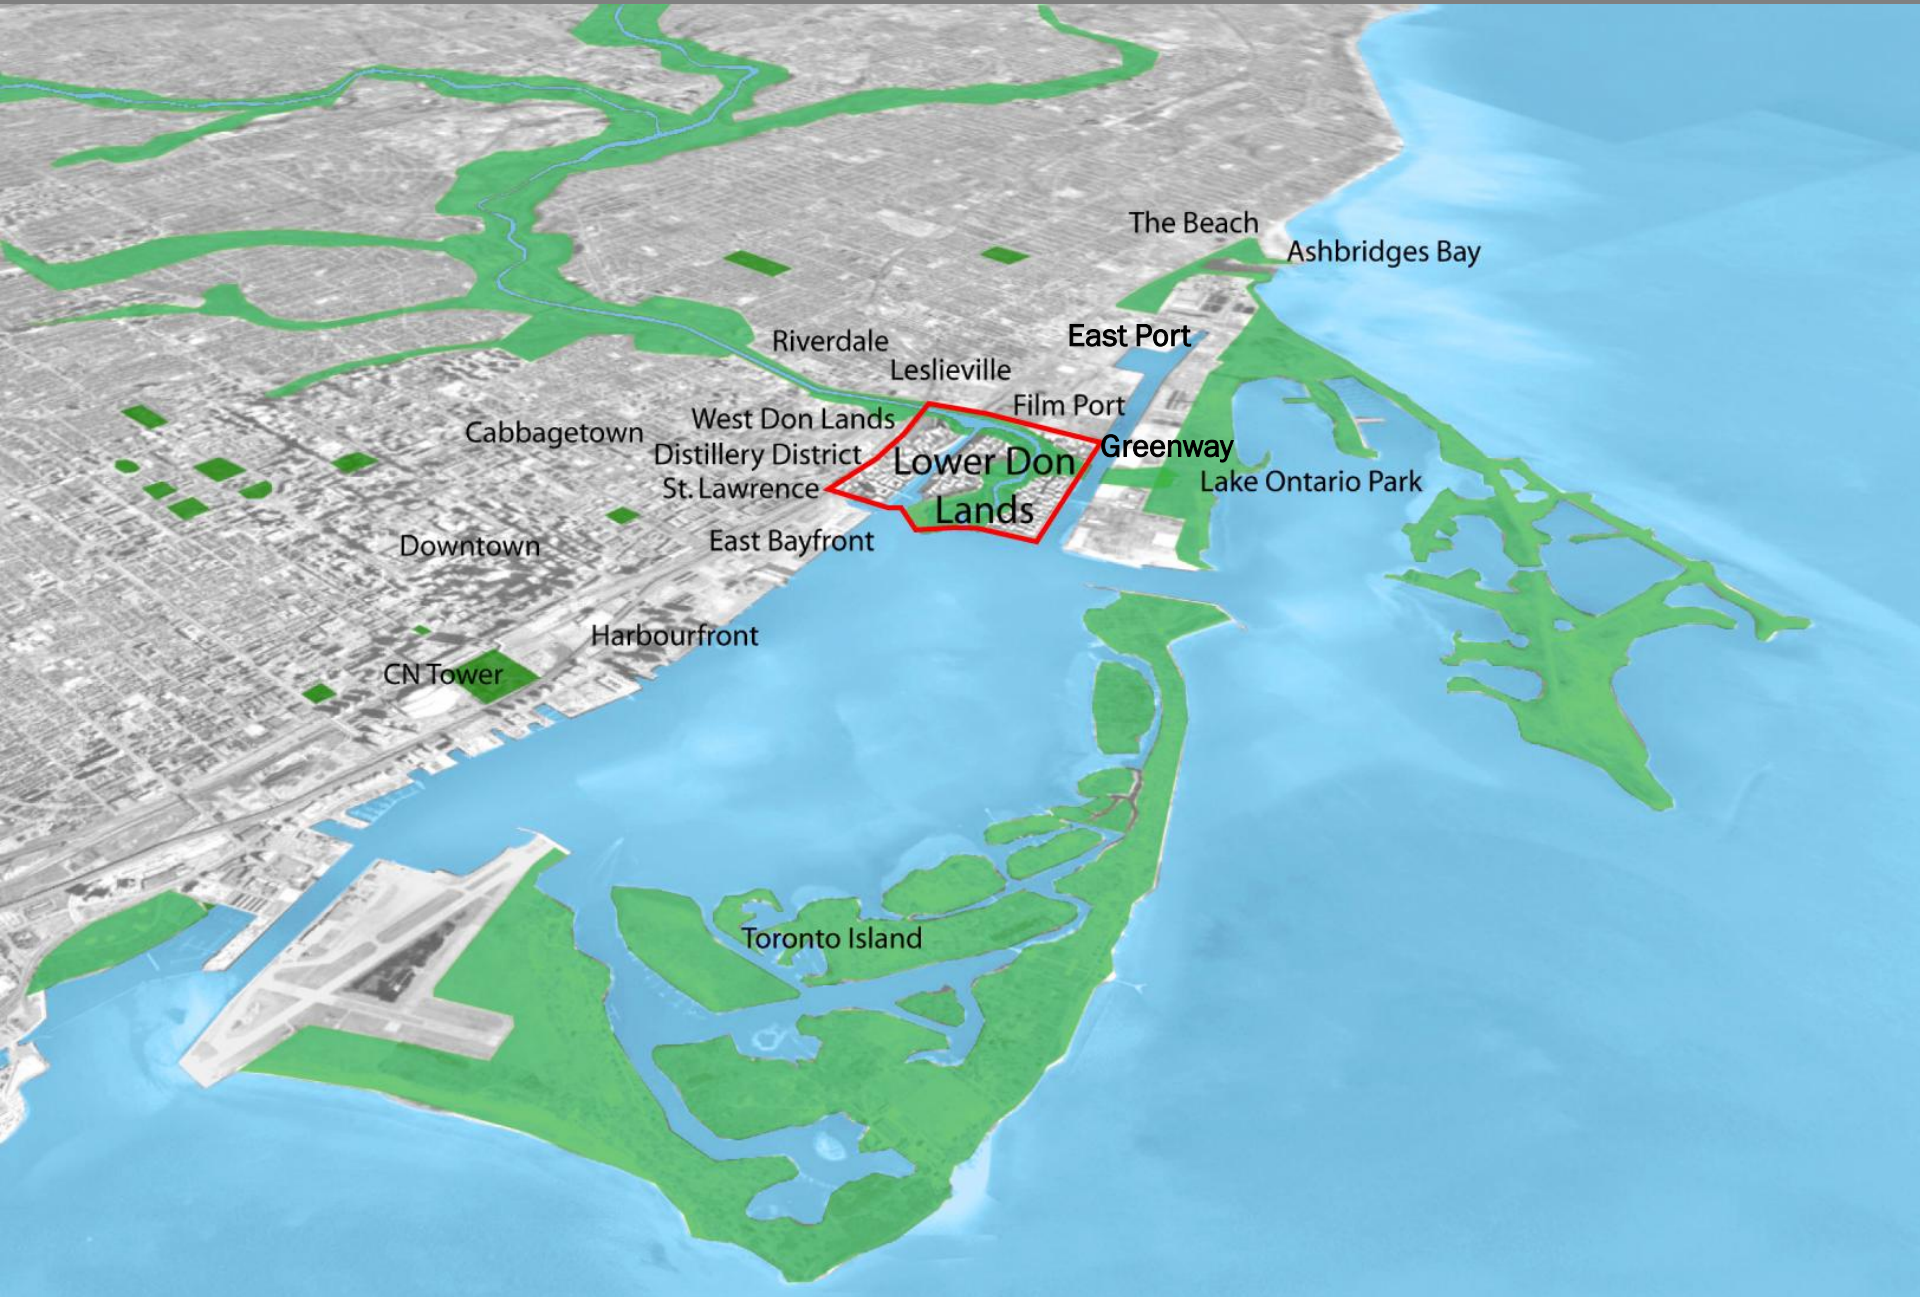 The Beach
Ashbridges Bay
East Port
Riverdale
Leslieville
Film Port
West Don Lands
Cabbagetown
Greenway
Distillery District
Lower Don
Lands
St. Lawrence
Lake Ontario Park
East Bayfront
Downtown
Harbourfront
CN Tower
Toronto Island